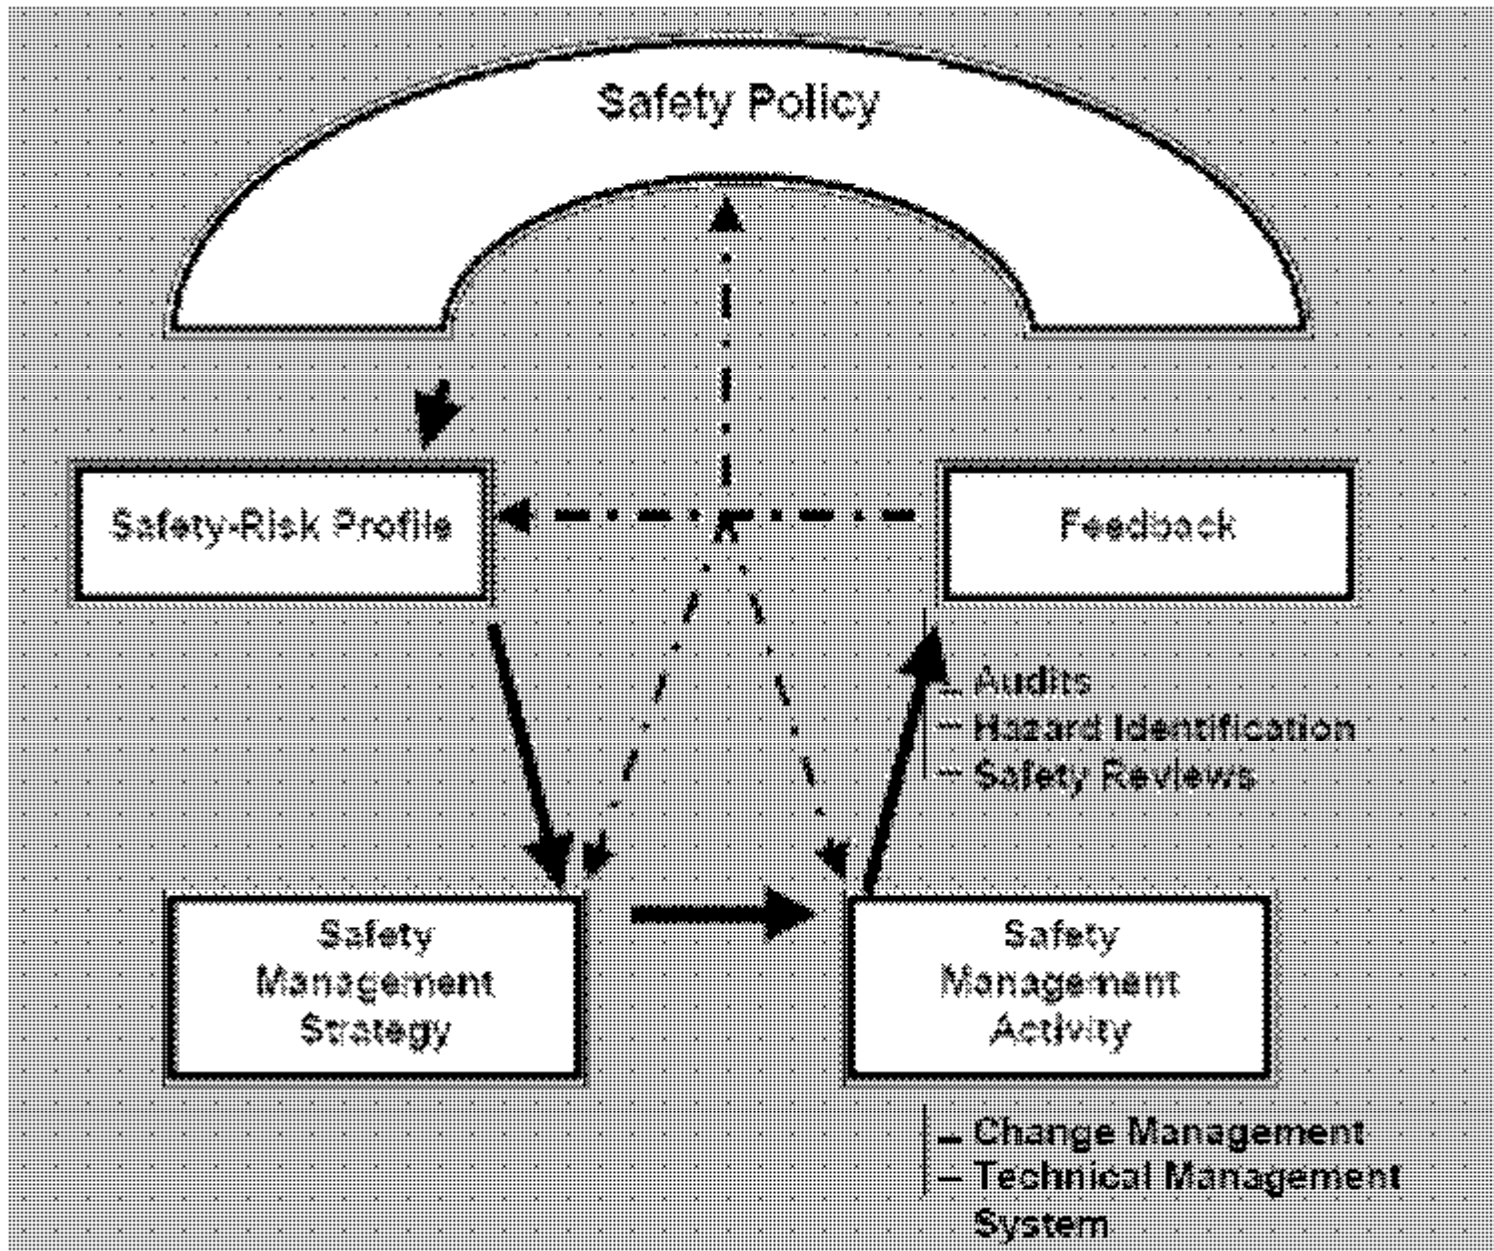 Safety Policy
Safety-Risk Profile
Feedback
– Audits
– Hazard Identification
– Safety Reviews
Safety
Management
Strategy
Safety
Management
Activity
– Change Management
– Technical Management
System